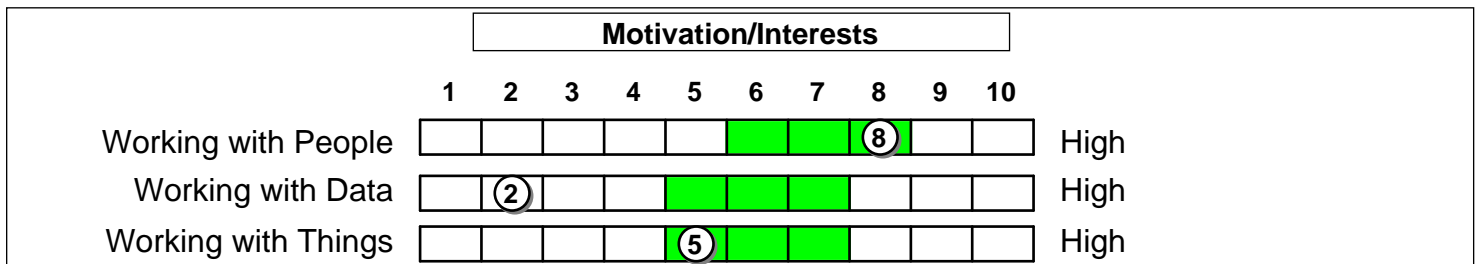 Motivation/Interests
1 2 3 4 5 6 7 8 9 10
Working with People 8 High
Working with Data 2 High
Working with Things 5 High